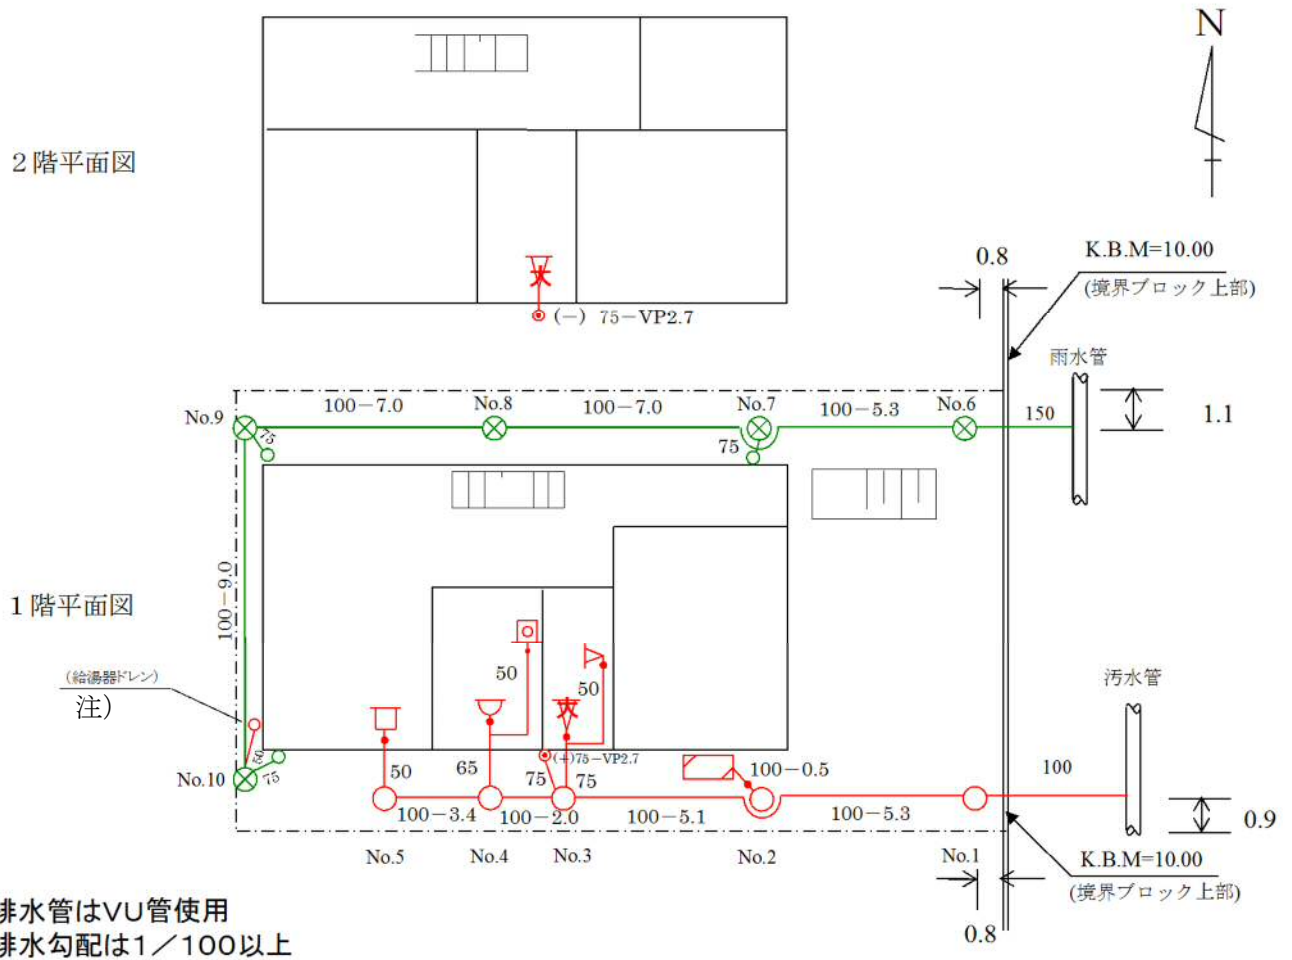 N
2階平面図
0.8
K.B.M=10.00
(境界ブロック上部)
(－) 75－VP2.7
雨水管
No.9
100－7.0
No.8
100－7.0
No.7
100－5.3
No.6
150
1.1
75
75
100－9.0
1階平面図
50
50
(給湯器ドレン)
注)
汚水管
50
75
No.10
50
65
75
(+)75－VP2.7
75
100－0.5
100
100－3.4
100－2.0
100－5.1
100－5.3
0.9
No.5
No.4
No.3
No.2
No.1
K.B.M=10.00
(境界ブロック上部)
0.8
排水管はVU管使用
排水勾配は1／100以上